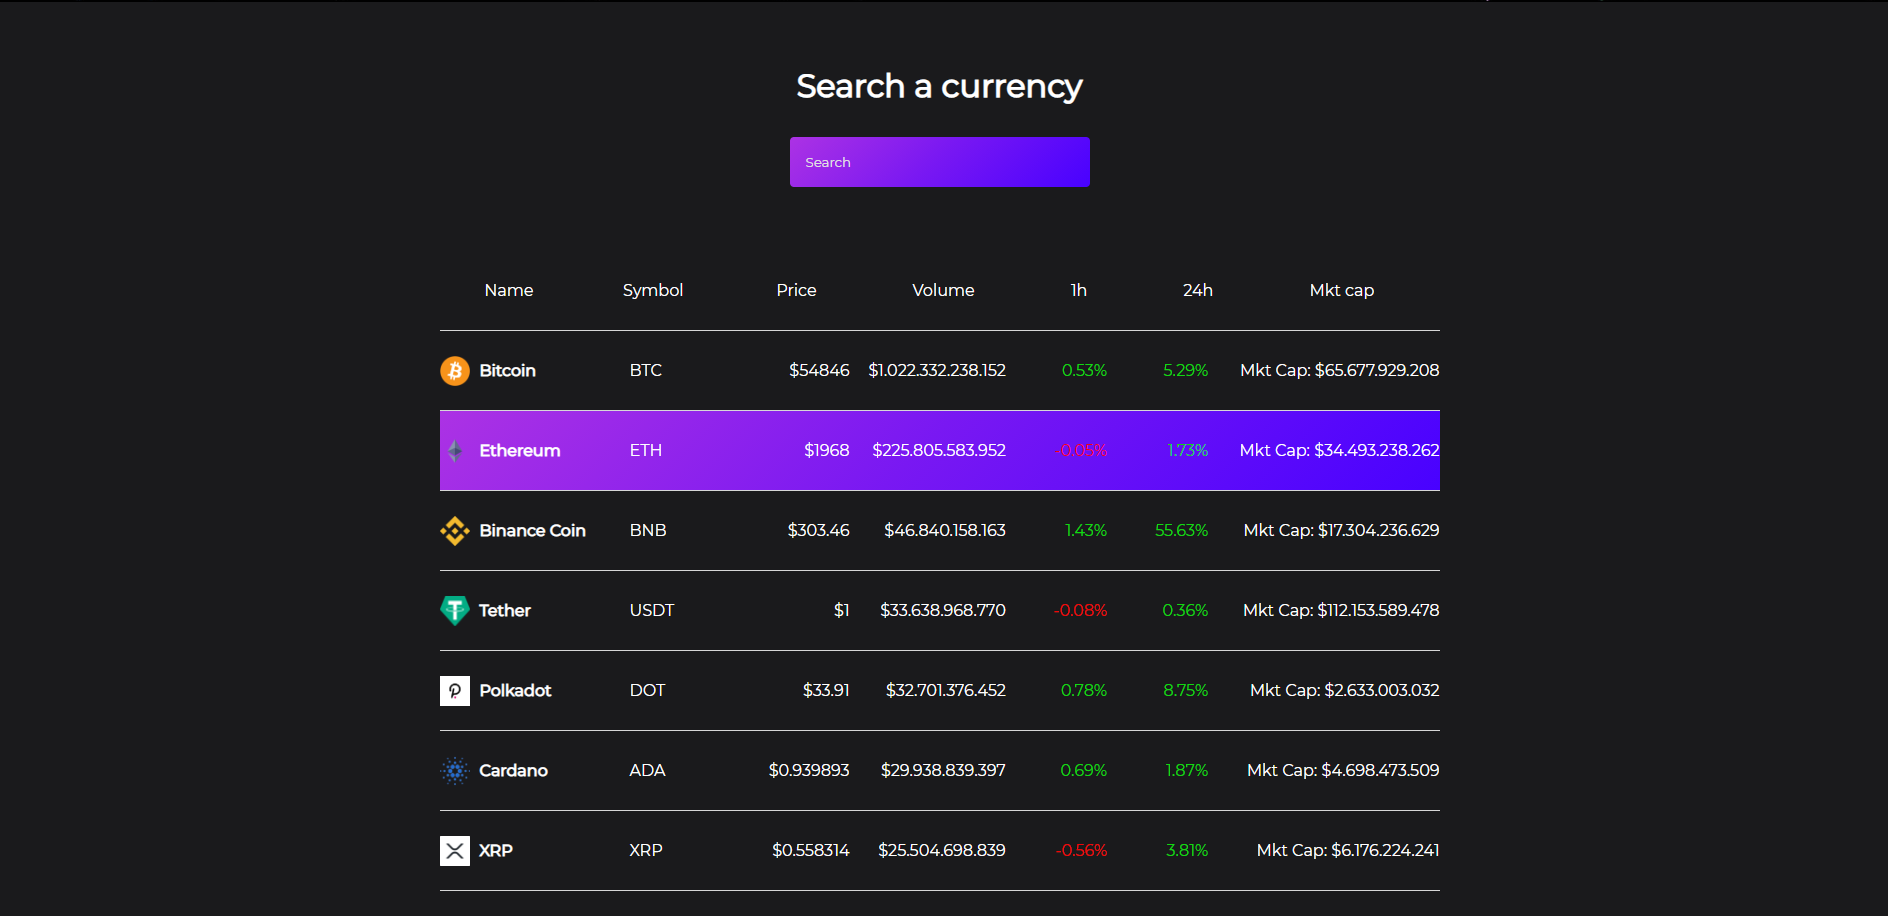 Search a currency
Search
Name Symbol Price Volume 1h 24h Mkt cap
Bitcoin BTC $54846 $1.022.332.238.152 0.53% 5.29% Mkt Cap: $65.677.929.208
Ethereum ETH $1968 $225.805.583.952 -0.05% 1.73% Mkt Cap: $34.493.238.262
Binance Coin BNB $303.46 $46.840.158.163 1.43% 55.63% Mkt Cap: $17.304.236.629
Tether USDT $1 $33.638.968.770 -0.08% 0.36% Mkt Cap: $112.153.589.478
Polkadot DOT $33.91 $32.701.376.452 0.78% 8.75% Mkt Cap: $2.633.003.032
Cardano ADA $0.939893 $29.938.839.397 0.69% 1.87% Mkt Cap: $4.698.473.509
XRP XRP $0.558314 $25.504.698.839 -0.56% 3.81% Mkt Cap: $6.176.224.241